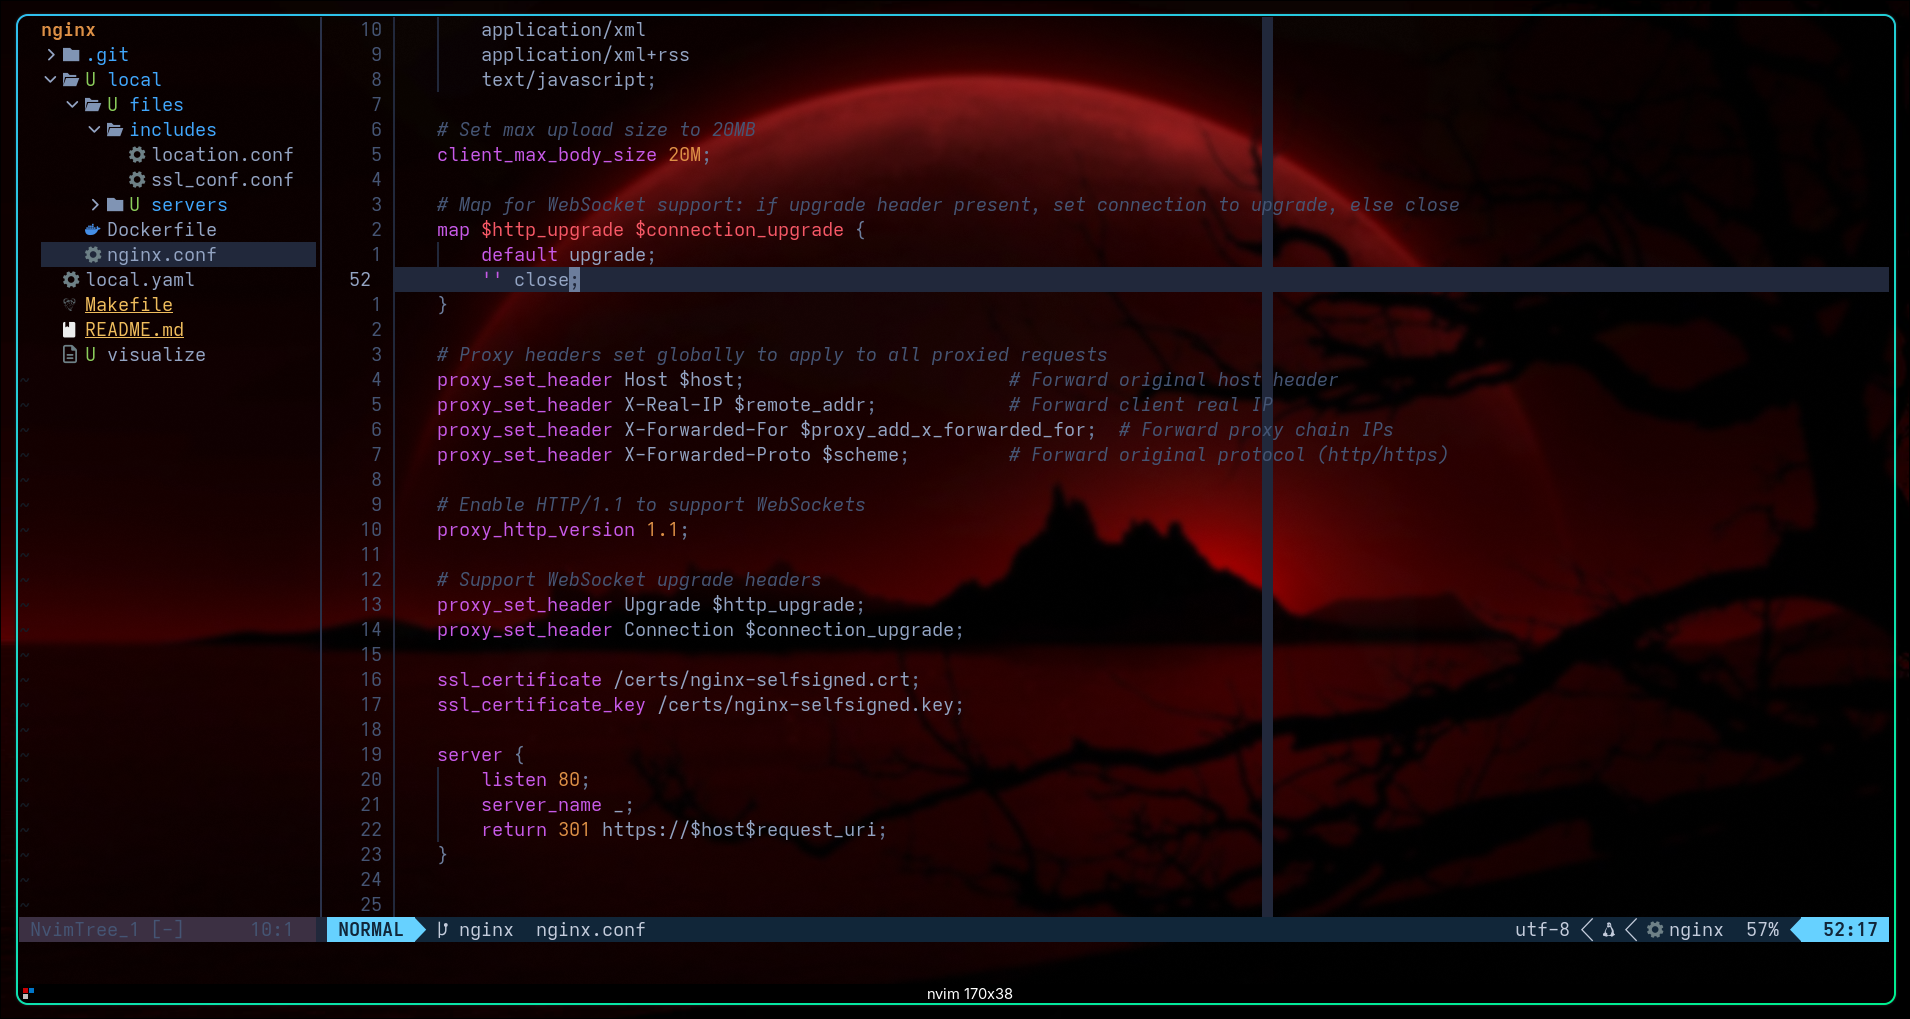 nginx
.git
U local
U files
includes
location.conf
ssl_conf.conf
U servers
Dockerfile
nginx.conf
local.yaml
Makefile
README.md
U visualize
10 application/xml
9 application/xml+rss
8 text/javascript;
7
6 # Set max upload size to 20MB
5 client_max_body_size 20M;
4
3 # Map for WebSocket support: if upgrade header present, set connection to upgrade, else close
2 map $http_upgrade $connection_upgrade {
1 default upgrade;
52 '' close;
1 }
2
3 # Proxy headers set globally to apply to all proxied requests
4 proxy_set_header Host $host; # Forward original host header
5 proxy_set_header X-Real-IP $remote_addr; # Forward client real IP
6 proxy_set_header X-Forwarded-For $proxy_add_x_forwarded_for; # Forward proxy chain IPs
7 proxy_set_header X-Forwarded-Proto $scheme; # Forward original protocol (http/https)
8
9 # Enable HTTP/1.1 to support WebSockets
10 proxy_http_version 1.1;
11
12 # Support WebSocket upgrade headers
13 proxy_set_header Upgrade $http_upgrade;
14 proxy_set_header Connection $connection_upgrade;
15
16 ssl_certificate /certs/nginx-selfsigned.crt;
17 ssl_certificate_key /certs/nginx-selfsigned.key;
18
19 server {
20 listen 80;
21 server_name _;
22 return 301 https://$host$request_uri;
23 }
24
25
NvimTree_1 [-] 10:1 NORMAL nginx nginx.conf utf-8 nginx 57% 52:17
nvim 170x38